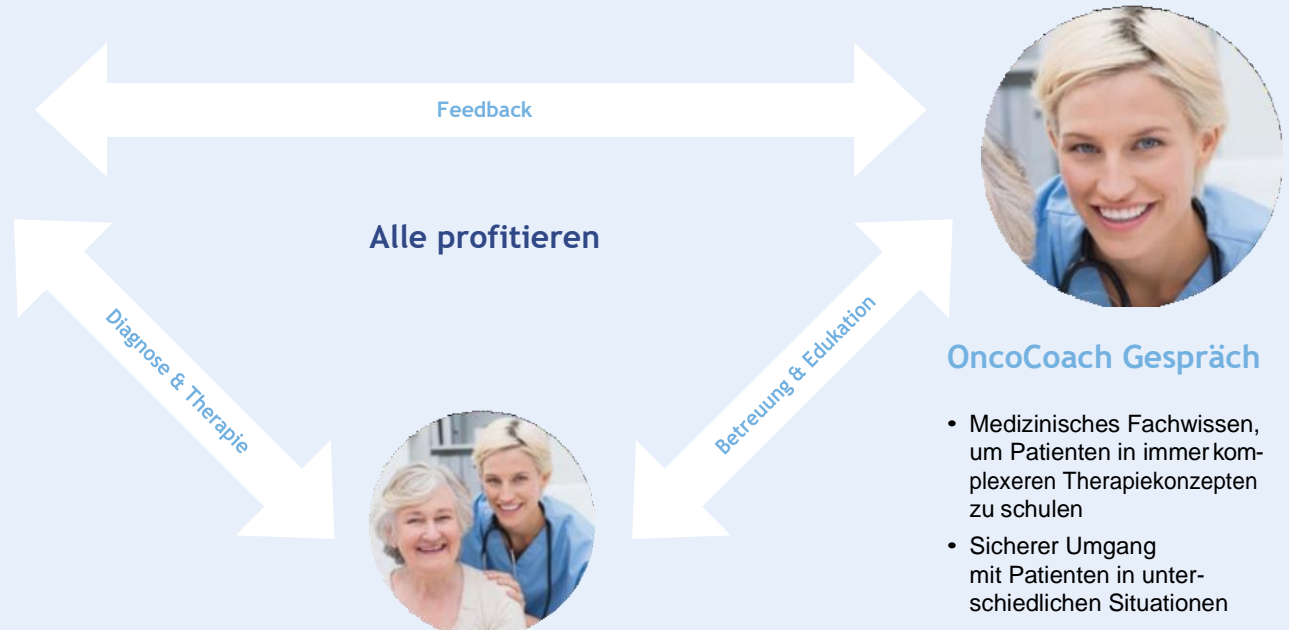 Feedback
Alle profitieren
Diagnose & Therapie
Betreuung & Edukation
OncoCoach Gespräch
• Medizinisches Fachwissen,
um Patienten in immer kom-
plexeren Therapiekonzepten
zu schulen
• Sicherer Umgang
mit Patienten in unter-
schiedlichen Situationen